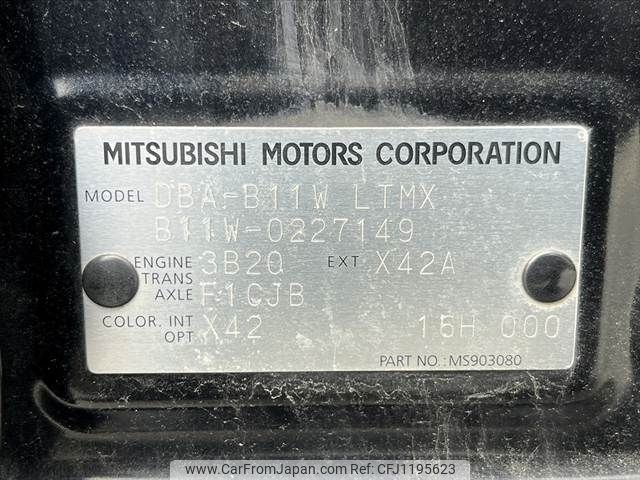 MITSUBISHI MOTORS CORPORATION
MODEL DBA-B11W LTMX
B11W-0227149
ENGINE 3B20 EXT X42A
TRANS
AXLE F1CJB
COLOR. INT X42 15H 000
OPT
PART NO.: MS903080
www.CarFromJapan.com | Ref: CFJ1195623